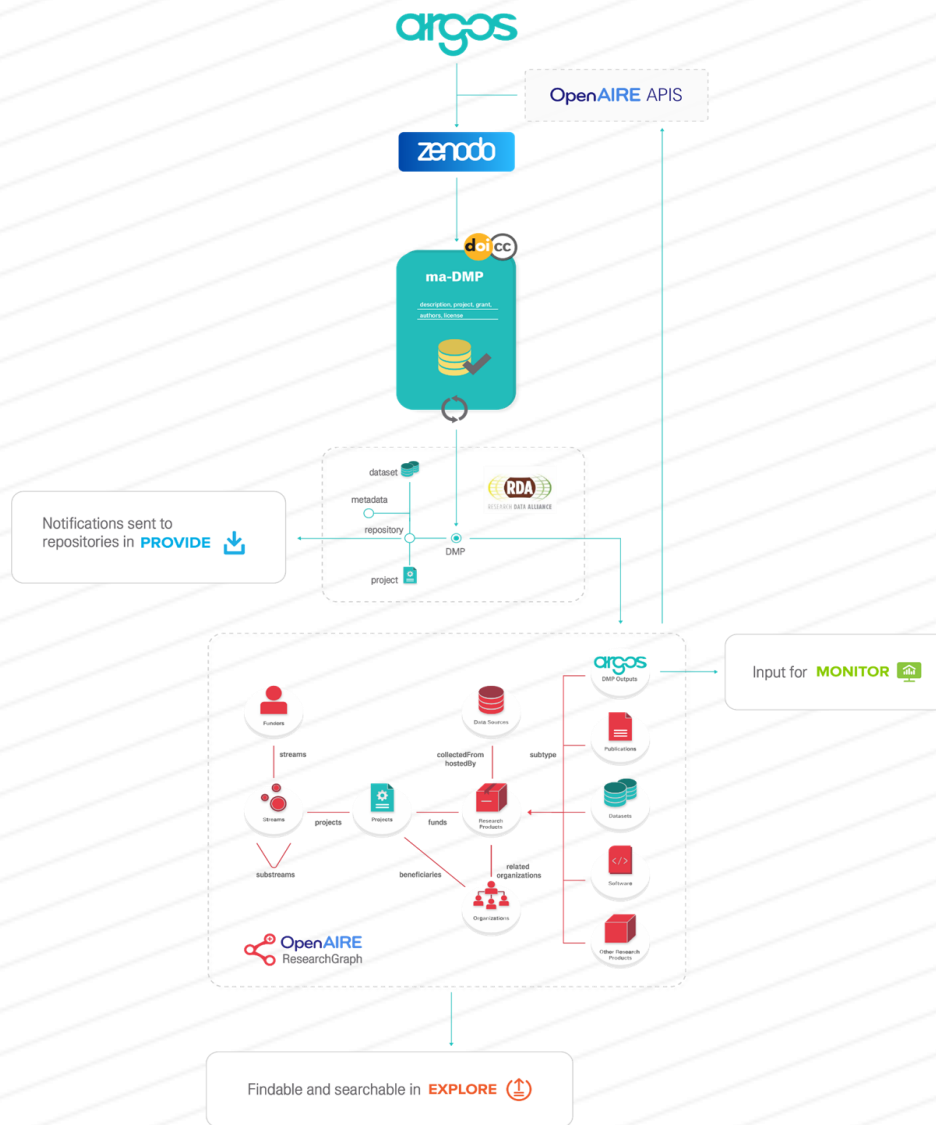 argos
OpenAIRE APIS
zenodo
doi cc
ma-DMP
description, project, grant,
authors, license
dataset
RDA
RESEARCH DATA ALLIANCE
metadata
Notifications sent to
repositories in PROVIDE
repository
DMP
project
argos
DMP Outputs
Input for MONITOR
Funders
Data Sources
Publications
streams
collectedFrom
hostedBy
subtype
Streams
projects
Projects
funds
Research
Products
Datasets
substreams
beneficiaries
related
organizations
</>
Software
Organizations
OpenAIRE
ResearchGraph
Other Research
Products
Findable and searchable in EXPLORE